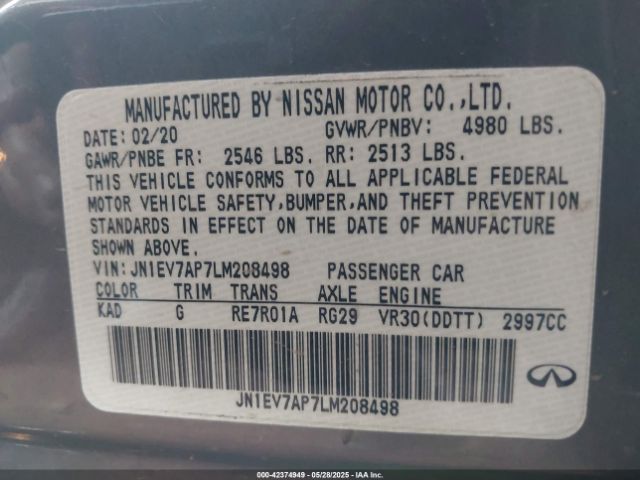 MANUFACTURED BY NISSAN MOTOR CO.,LTD.
DATE: 02/20 GVWR/PNBV: 4980 LBS.
GAWR/PNBE FR: 2546 LBS. RR: 2513 LBS.
THIS VEHICLE CONFORMS TO ALL APPLICABLE FEDERAL
MOTOR VEHICLE SAFETY,BUMPER,AND THEFT PREVENTION
STANDARDS IN EFFECT ON THE DATE OF MANUFACTURE
SHOWN ABOVE.
VIN:JN1EV7AP7LM208498 PASSENGER CAR
COLOR TRIM TRANS AXLE ENGINE
KAD G RE7R01A RG29 VR30(DDTT) 2997CC
JN1EV7AP7LM208498
000-42374949 | 05/28/2025 | IAA Inc.